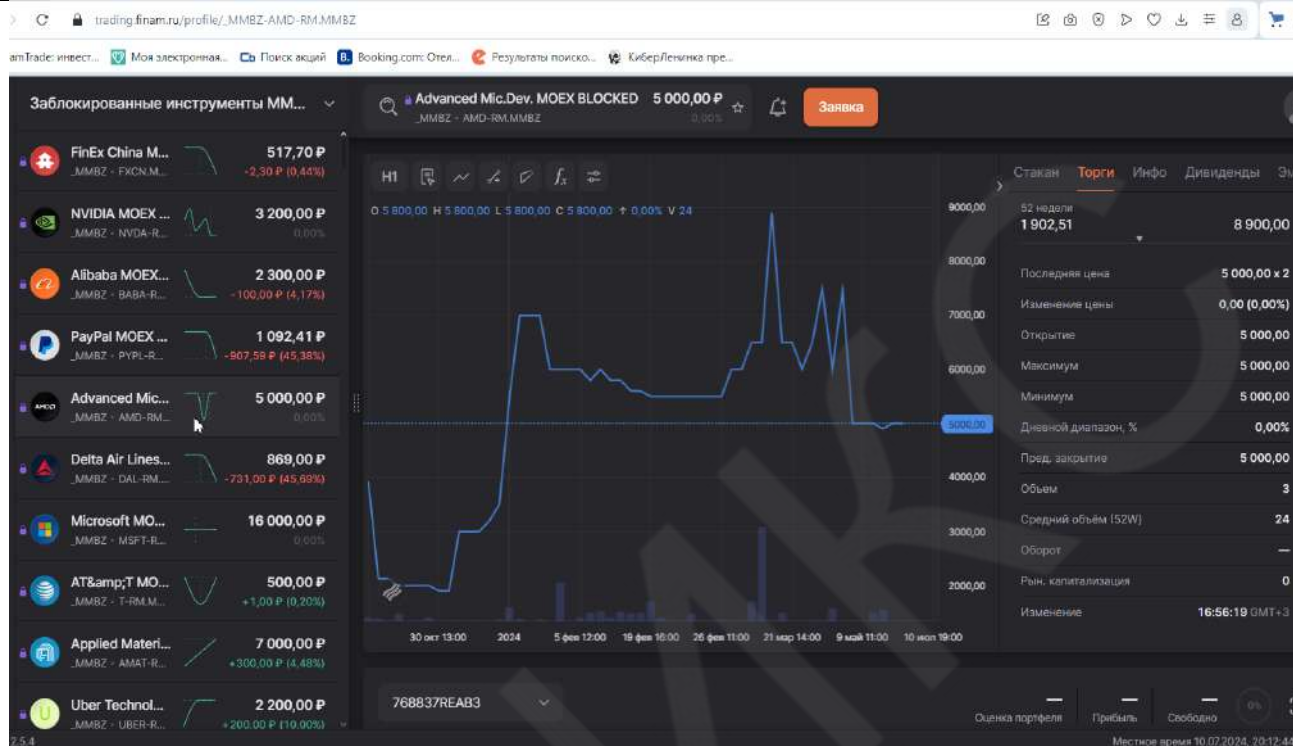 trading.finam.ru/profile/_MMBZ-AMD-RM.MMBZ
amTrade: инвест... Моя электронная... Поиск акций Booking.com: Отел... Результаты поиско... КиберЛенинка пре...
Заблокированные инструменты MM...
Advanced Mic.Dev. MOEX BLOCKED 5 000,00 ₽
_MMBZ - AMD-RM.MMBZ 0,00%
Заявка
FinEx China M... 517,70 ₽
_MMBZ - FXCN.M... -2,30 ₽ (0,44%)
NVIDIA MOEX ... 3 200,00 ₽
_MMBZ - NVDA-R... 0,00%
Alibaba MOEX... 2 300,00 ₽
_MMBZ - BABA-R... -100,00 ₽ (4,17%)
PayPal MOEX ... 1 092,41 ₽
_MMBZ - PYPL-R... -907,59 ₽ (45,38%)
Advanced Mic... 5 000,00 ₽
_MMBZ - AMD-RM... 0,00%
Delta Air Lines... 869,00 ₽
_MMBZ - DAL-RM.... -731,00 ₽ (45,69%)
Microsoft MO... 16 000,00 ₽
_MMBZ - MSFT-R... 0,00%
AT&amp;T MO... 500,00 ₽
_MMBZ - T-RM.M... +1,00 ₽ (0,20%)
Applied Materi... 7 000,00 ₽
_MMBZ - AMAT-R... +300,00 ₽ (4,48%)
Uber Technol... 2 200,00 ₽
_MMBZ - UBER-R... +200,00 ₽ (10,00%)
2.5.4
H1
O 5 800,00 H 5 800,00 L 5 800,00 C 5 800,00 ↑ 0,00% V 24
9000,00
8000,00
7000,00
6000,00
5000,00
4000,00
3000,00
2000,00
30 окт 13:00 2024 5 фев 12:00 19 фев 16:00 26 фев 11:00 21 мар 14:00 9 май 11:00 10 июл 19:00
Стакан Торги Инфо Дивиденды Эм
52 недели
1 902,51 8 900,00
Последняя цена 5 000,00 x 2
Изменение цены 0,00 (0,00%)
Открытие 5 000,00
Максимум 5 000,00
Минимум 5 000,00
Дневной диапазон, % 0,00%
Пред. закрытие 5 000,00
Объем 3
Средний объём (52W) 24
Оборот —
Рын. капитализация 0
Изменение 16:56:19 GMT+3
768837REAB3
— — — 0%
Оценка портфеля Прибыль Свободно
Местное время 10.07.2024, 20:12:44